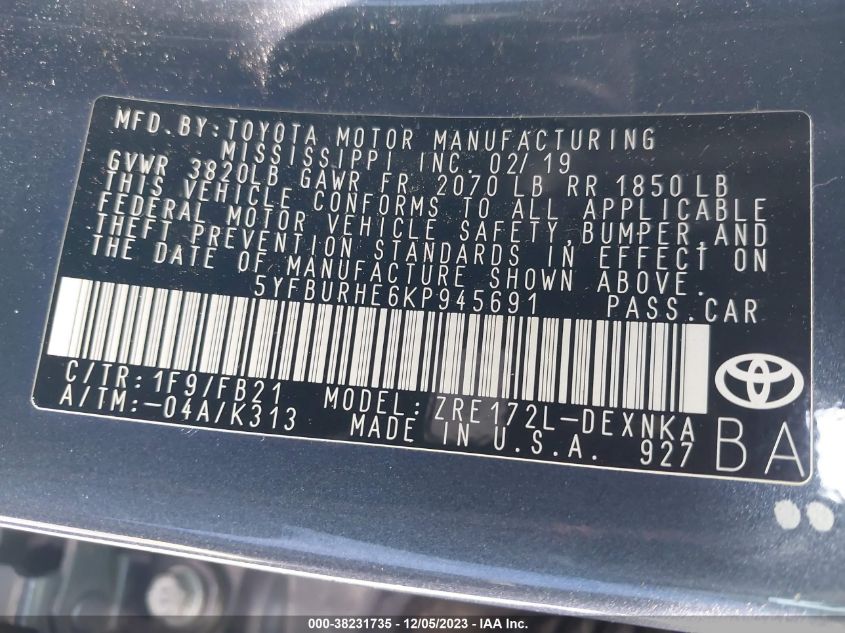 MFD.BY:TOYOTA MOTOR MANUFACTURING
MISSISSIPPI INC. 02/19
GVWR 3820LB GAWR FR 2070 LB RR 1850 LB
THIS VEHICLE CONFORMS TO ALL APPLICABLE
FEDERAL MOTOR VEHICLE SAFETY,BUMPER,AND
THEFT PREVENTION STANDARDS IN EFFECT ON
THE DATE OF MANUFACTURE SHOWN ABOVE.
5YFBURHE6KP945691 PASS.CAR
C/TR:1F9/FB21 MODEL:ZRE172L-DEXNKA
A/TM:-04A/K313 MADE IN U.S.A. 927
BA
000-38231735 - 12/05/2023 - IAA Inc.